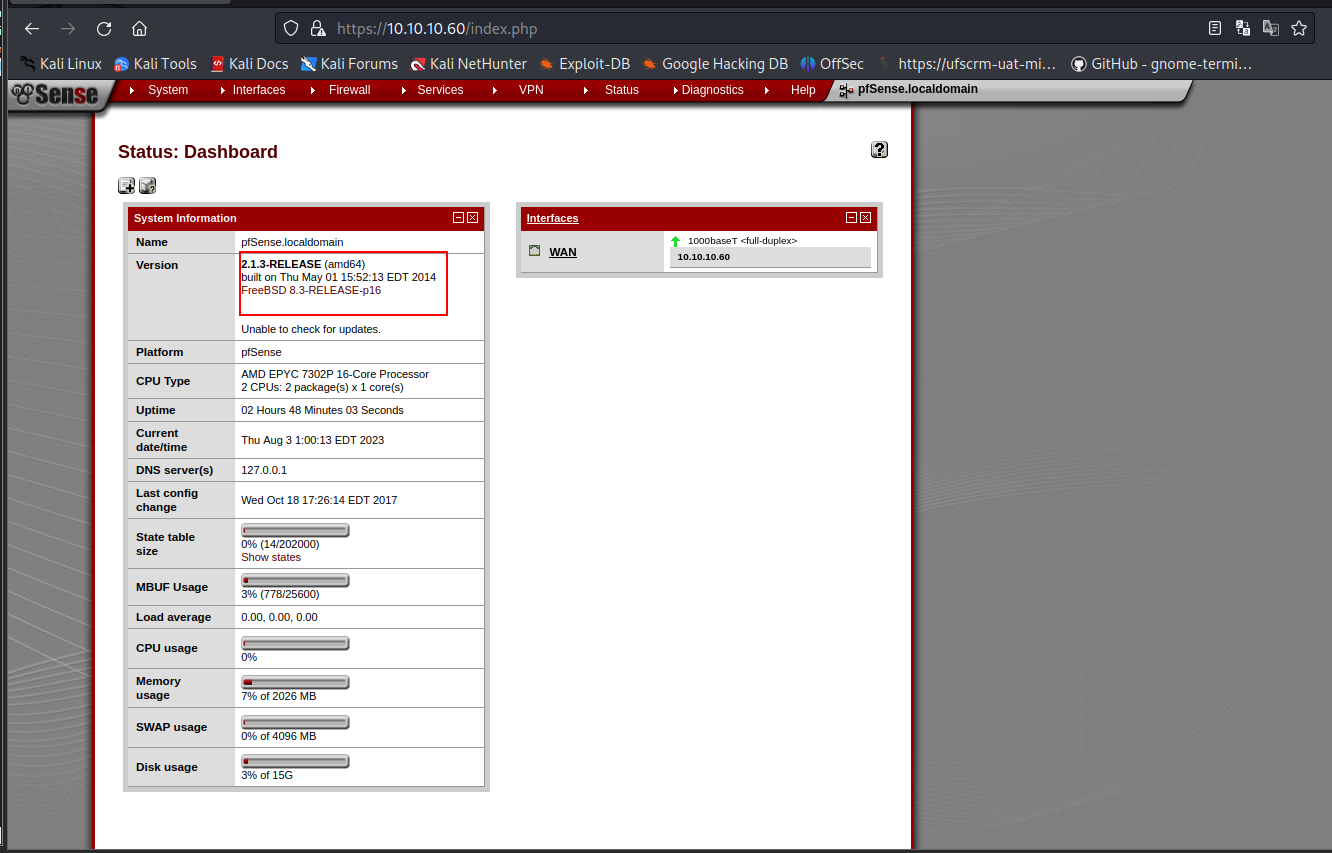 https://10.10.10.60/index.php
Kali Linux Kali Tools Kali Docs Kali Forums Kali NetHunter Exploit-DB Google Hacking DB OffSec https://ufscrm-uat-mi… GitHub - gnome-termi…
Sense System Interfaces Firewall Services VPN Status Diagnostics Help pfSense.localdomain
Status: Dashboard
System Information
Name pfSense.localdomain
Version 2.1.3-RELEASE (amd64)
built on Thu May 01 15:52:13 EDT 2014
FreeBSD 8.3-RELEASE-p16
Unable to check for updates.
Platform pfSense
CPU Type AMD EPYC 7302P 16-Core Processor
2 CPUs: 2 package(s) x 1 core(s)
Uptime 02 Hours 48 Minutes 03 Seconds
Current
date/time Thu Aug 3 1:00:13 EDT 2023
DNS server(s) 127.0.0.1
Last config
change Wed Oct 18 17:26:14 EDT 2017
State table
size 0% (14/202000)
Show states
MBUF Usage 3% (778/25600)
Load average 0.00, 0.00, 0.00
CPU usage 0%
Memory
usage 7% of 2026 MB
SWAP usage 0% of 4096 MB
Disk usage 3% of 15G
Interfaces
WAN 1000baseT <full-duplex>
10.10.10.60